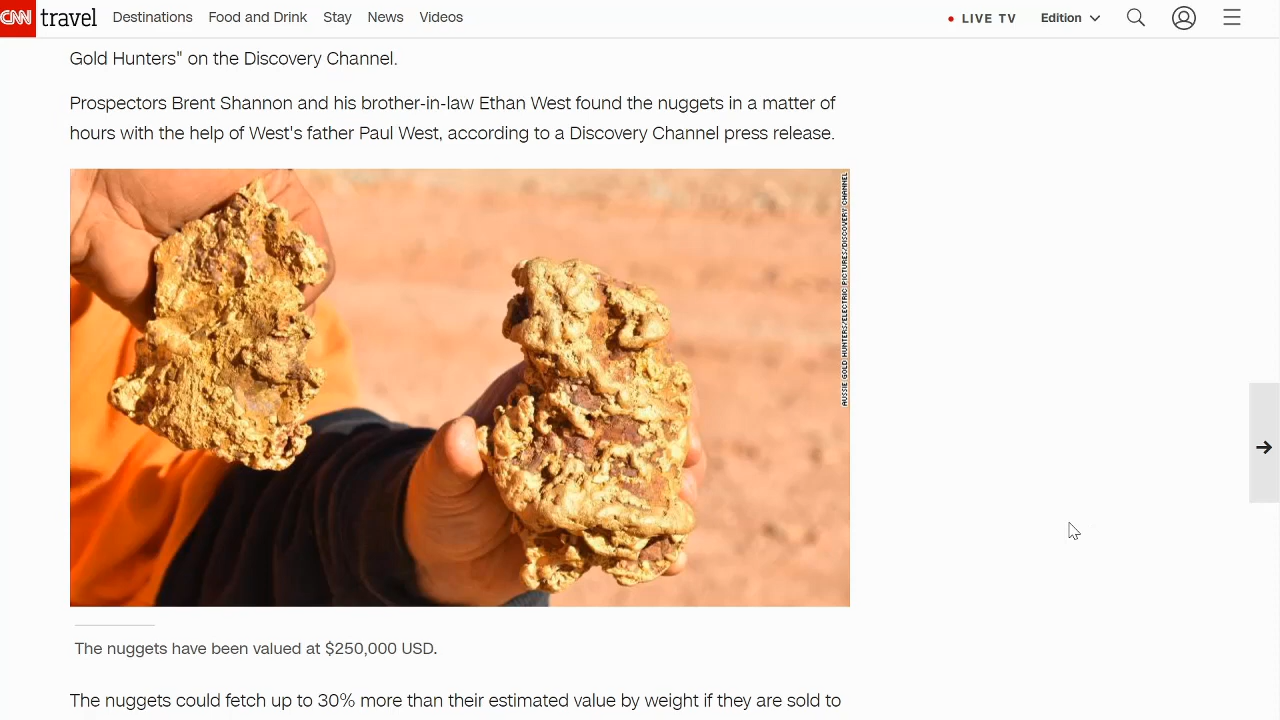 CNN travel Destinations Food and Drink Stay News Videos LIVE TV Edition
Gold Hunters" on the Discovery Channel.
Prospectors Brent Shannon and his brother-in-law Ethan West found the nuggets in a matter of
hours with the help of West's father Paul West, according to a Discovery Channel press release.
AUSSIE GOLD HUNTERS/ELECTRIC PICTURES/DISCOVERY CHANNEL
The nuggets have been valued at $250,000 USD.
The nuggets could fetch up to 30% more than their estimated value by weight if they are sold to